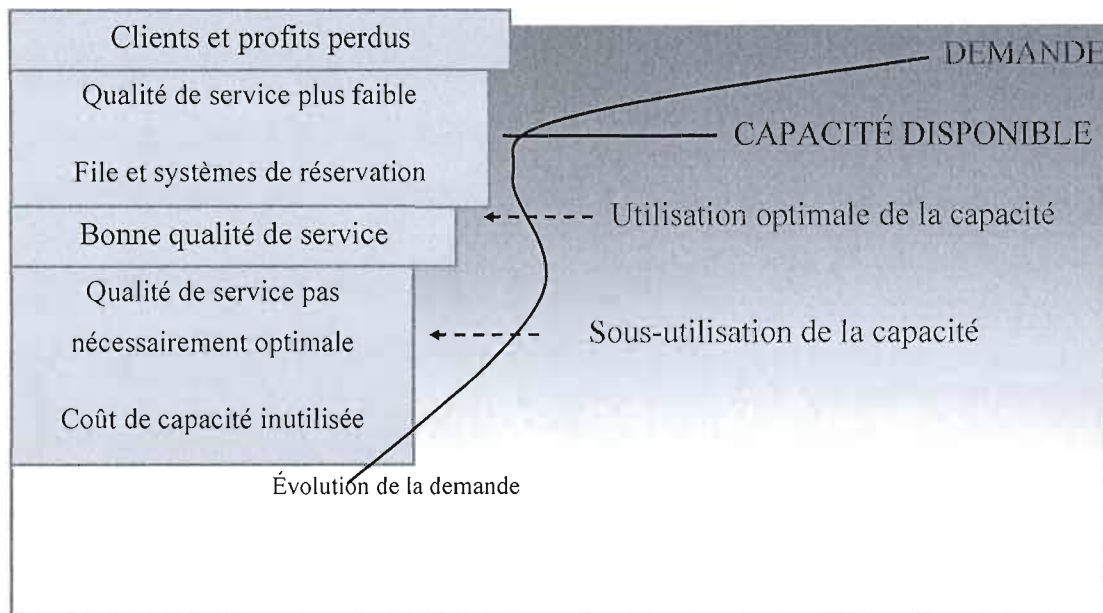 Clients et profits perdus
DEMANDE
Qualité de service plus faible
CAPACITÉ DISPONIBLE
File et systèmes de réservation
Utilisation optimale de la capacité
Bonne qualité de service
Qualité de service pas
nécessairement optimale
Sous-utilisation de la capacité
Coût de capacité inutilisée
Évolution de la demande